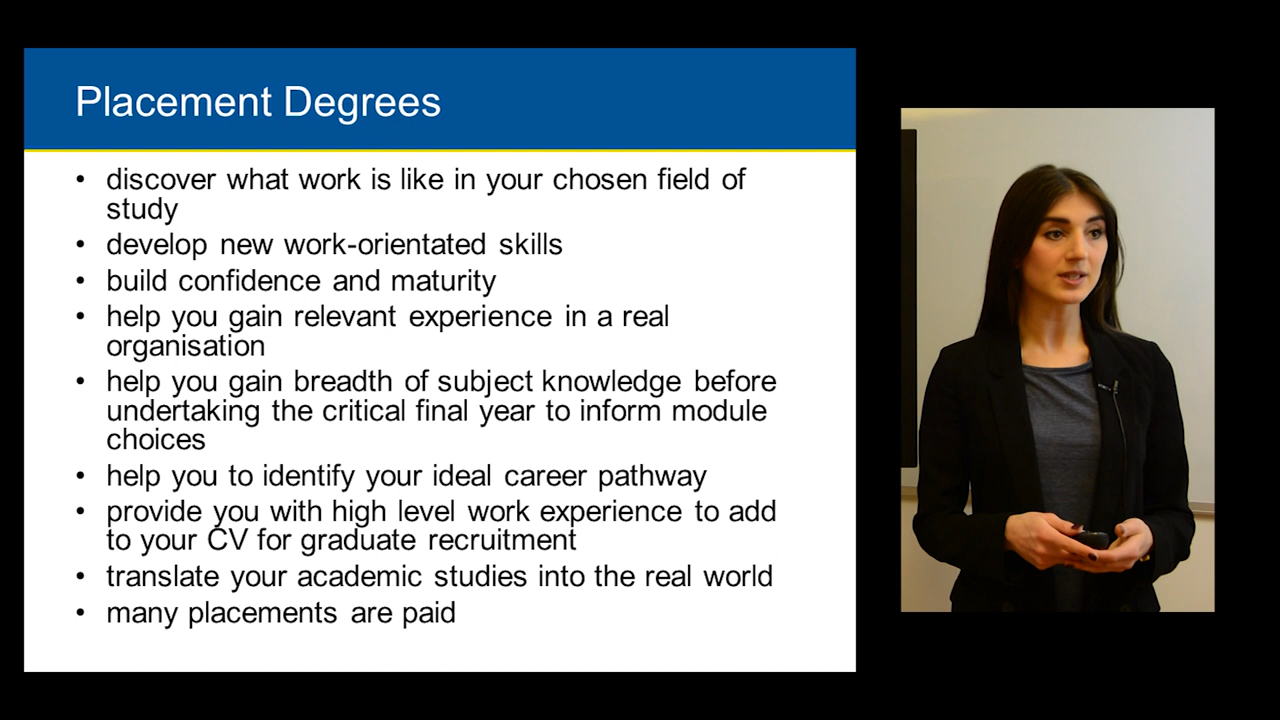 Placement Degrees
• discover what work is like in your chosen field of
study
• develop new work-orientated skills
• build confidence and maturity
• help you gain relevant experience in a real
organisation
• help you gain breadth of subject knowledge before
undertaking the critical final year to inform module
choices
• help you to identify your ideal career pathway
• provide you with high level work experience to add
to your CV for graduate recruitment
• translate your academic studies into the real world
• many placements are paid